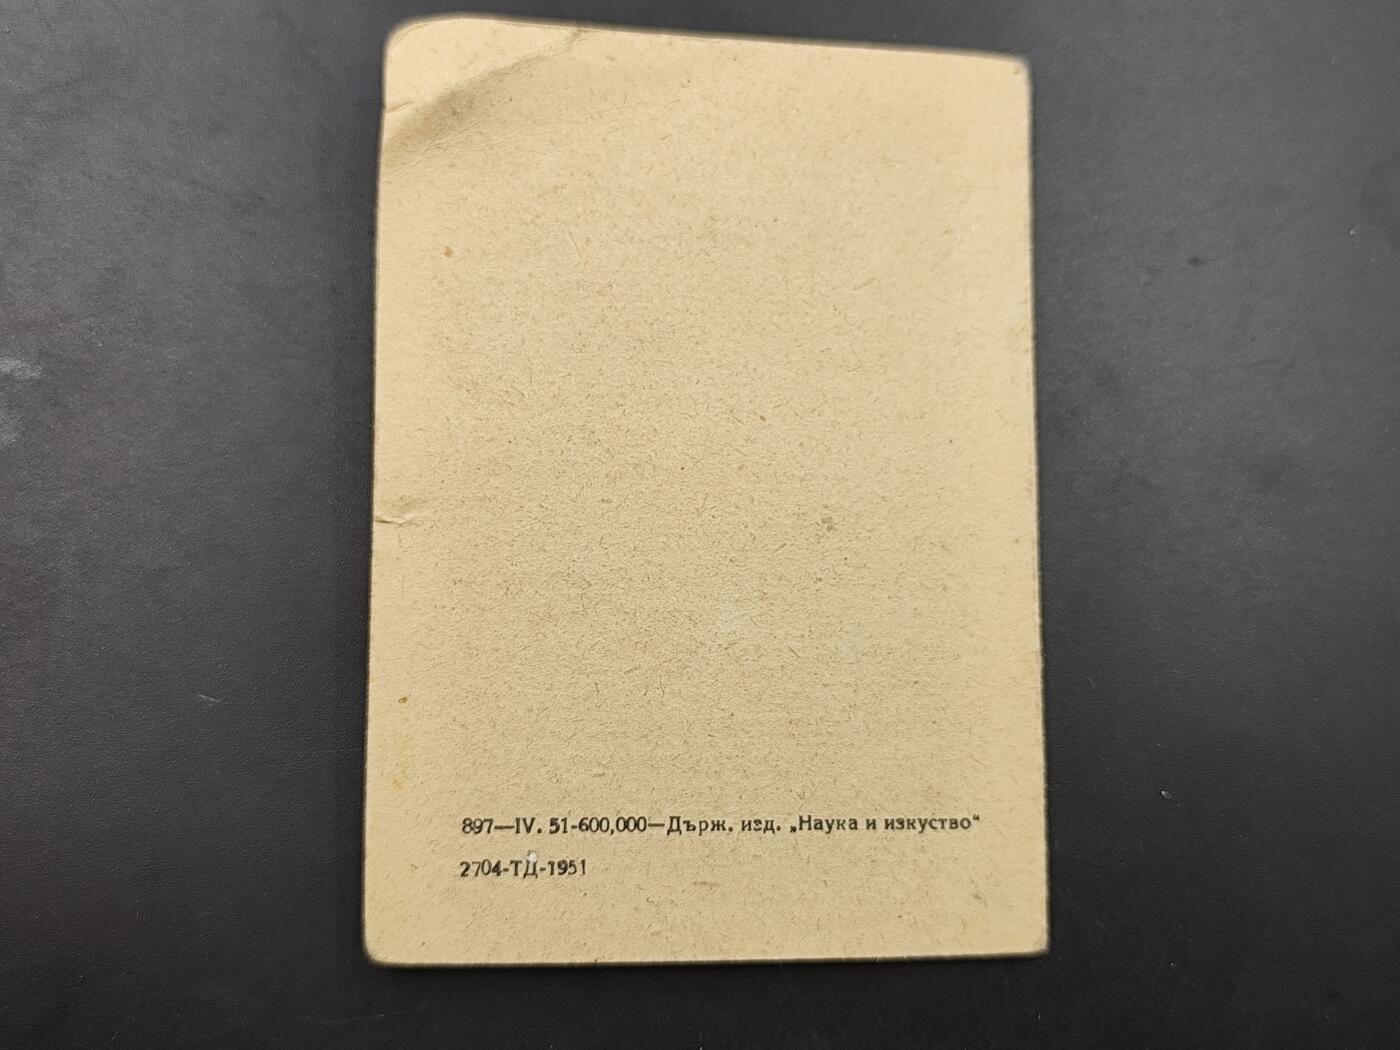 897—IV. 51-600,000—Държ. изд. „Наука и изкуство“
2704-ТД-1951